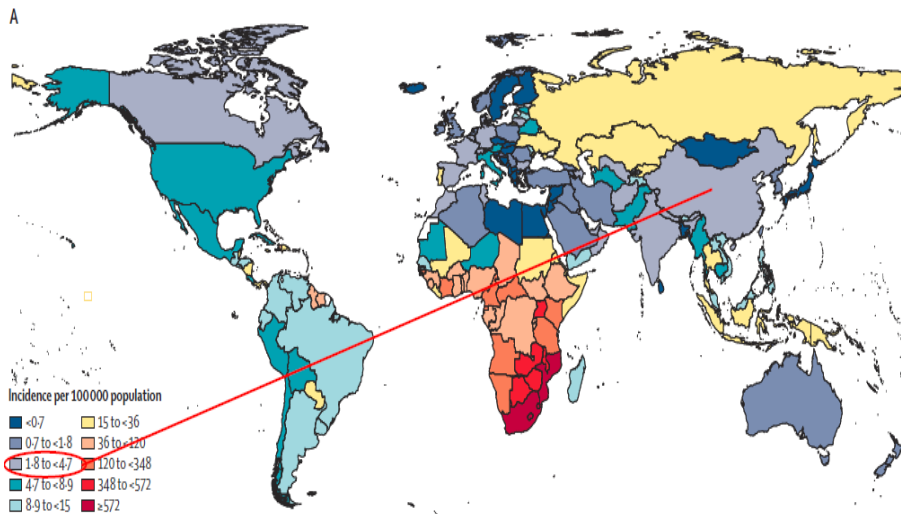 A
Incidence per 100 000 population
<0·7
15 to <36
0·7 to <1·8
36 to <120
1·8 to <4·7
120 to <348
4·7 to <8·9
348 to <572
8·9 to <15
≥572